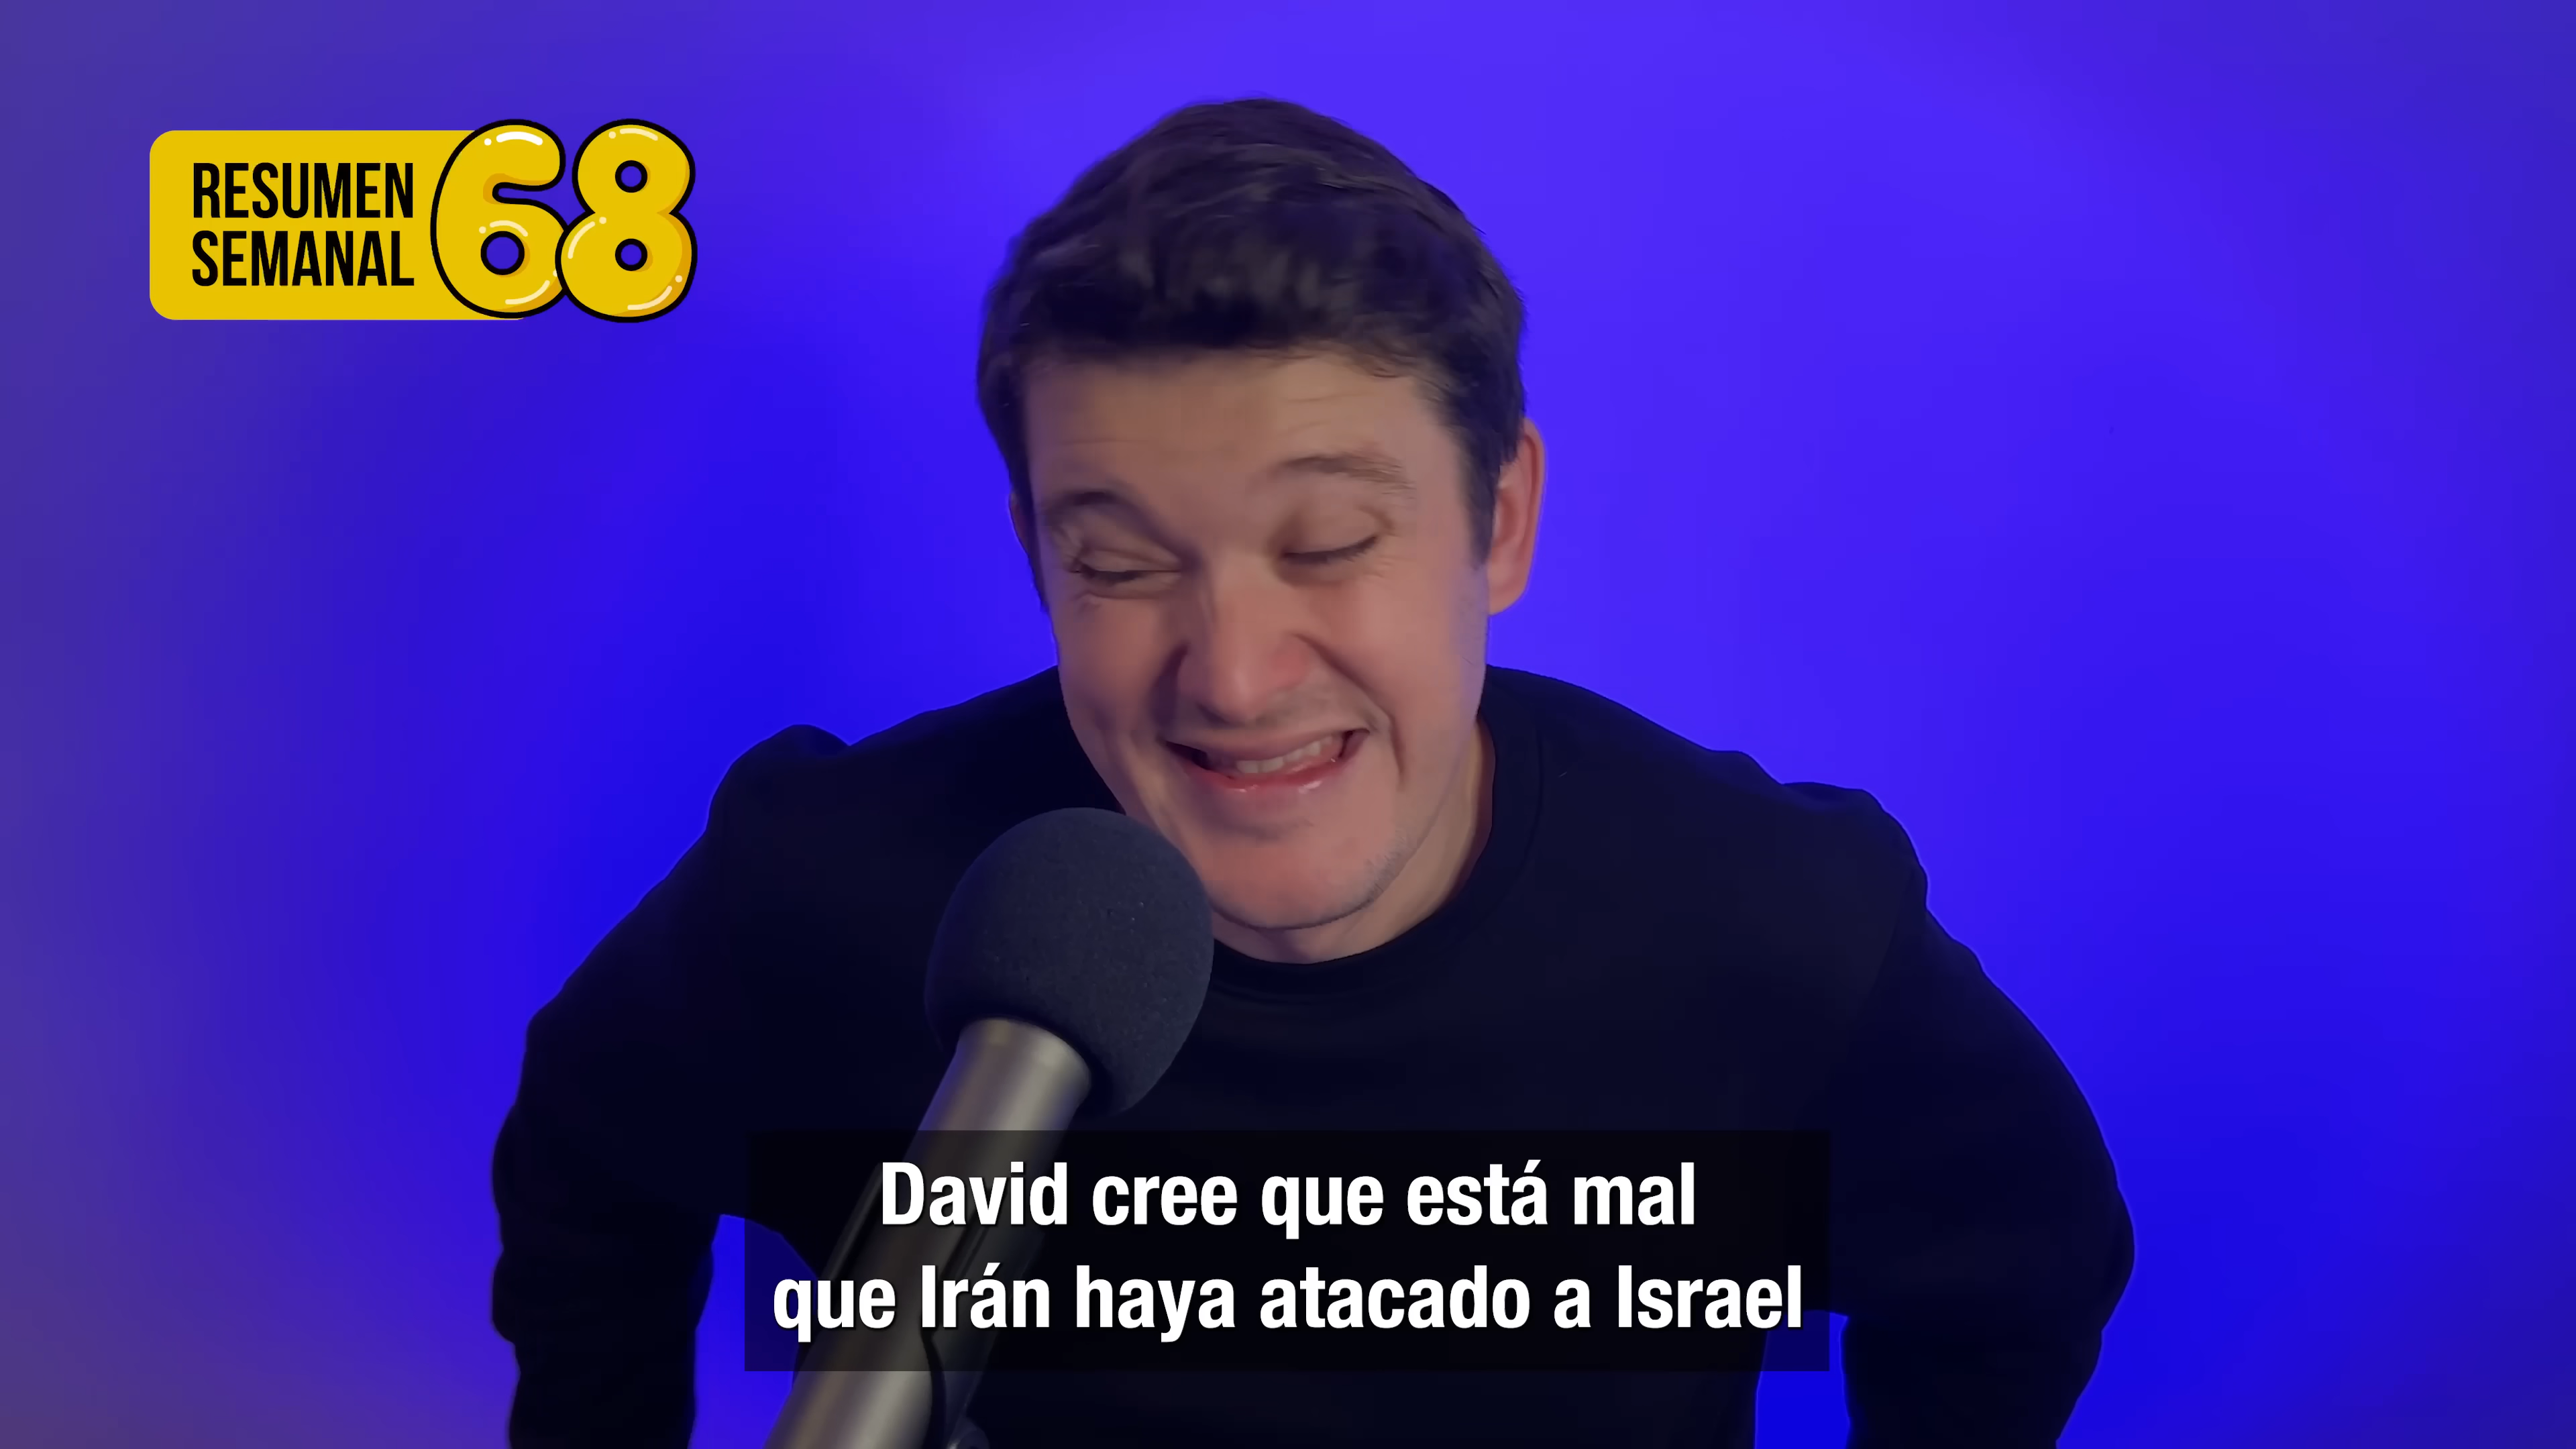 RESUMEN
SEMANAL
68
David cree que está mal
que Irán haya atacado a Israel